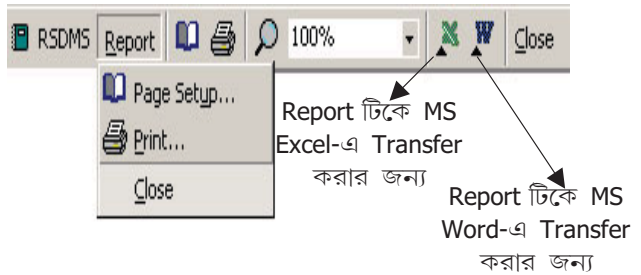 RSDMS Report 100% Close
Page Setup...
Print...
Close
Report টিকে MS
Excel-এ Transfer
করার জন্য
Report টিকে MS
Word-এ Transfer
করার জন্য